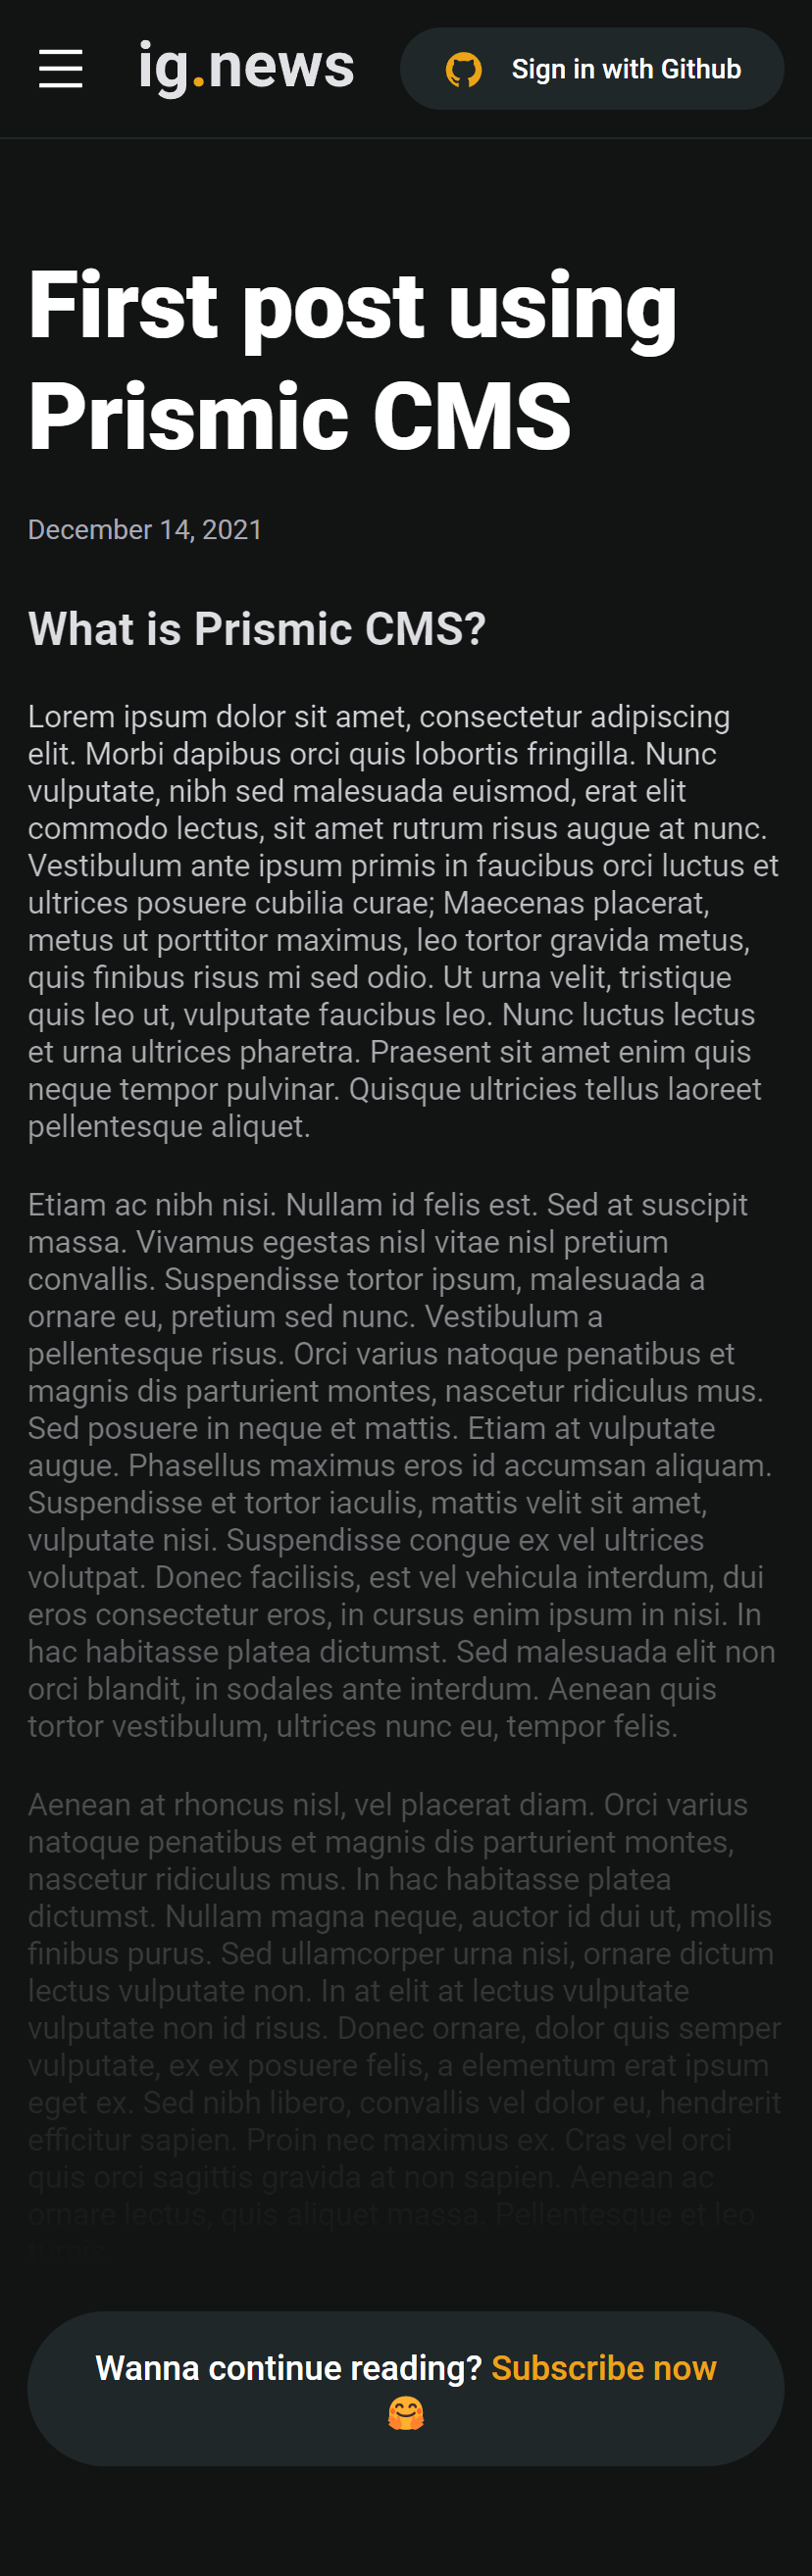 ig.news
Sign in with Github
First post using
Prismic CMS
December 14, 2021
What is Prismic CMS?
Lorem ipsum dolor sit amet, consectetur adipiscing
elit. Morbi dapibus orci quis lobortis fringilla. Nunc
vulputate, nibh sed malesuada euismod, erat elit
commodo lectus, sit amet rutrum risus augue at nunc.
Vestibulum ante ipsum primis in faucibus orci luctus et
ultrices posuere cubilia curae; Maecenas placerat,
metus ut porttitor maximus, leo tortor gravida metus,
quis finibus risus mi sed odio. Ut urna velit, tristique
quis leo ut, vulputate faucibus leo. Nunc luctus lectus
et urna ultrices pharetra. Praesent sit amet enim quis
neque tempor pulvinar. Quisque ultricies tellus laoreet
pellentesque aliquet.
Etiam ac nibh nisi. Nullam id felis est. Sed at suscipit
massa. Vivamus egestas nisl vitae nisl pretium
convallis. Suspendisse tortor ipsum, malesuada a
ornare eu, pretium sed nunc. Vestibulum a
pellentesque risus. Orci varius natoque penatibus et
magnis dis parturient montes, nascetur ridiculus mus.
Sed posuere in neque et mattis. Etiam at vulputate
augue. Phasellus maximus eros id accumsan aliquam.
Suspendisse et tortor iaculis, mattis velit sit amet,
vulputate nisi. Suspendisse congue ex vel ultrices
volutpat. Donec facilisis, est vel vehicula interdum, dui
eros consectetur eros, in cursus enim ipsum in nisi. In
hac habitasse platea dictumst. Sed malesuada elit non
orci blandit, in sodales ante interdum. Aenean quis
tortor vestibulum, ultrices nunc eu, tempor felis.
Aenean at rhoncus nisl, vel placerat diam. Orci varius
natoque penatibus et magnis dis parturient montes,
nascetur ridiculus mus. In hac habitasse platea
dictumst. Nullam magna neque, auctor id dui ut, mollis
finibus purus. Sed ullamcorper urna nisi, ornare dictum
lectus vulputate non. In at elit at lectus vulputate
vulputate non id risus. Donec ornare, dolor quis semper
vulputate, ex ex posuere felis, a elementum erat ipsum
eget ex. Sed nibh libero, convallis vel dolor eu, hendrerit
efficitur sapien. Proin nec maximus ex. Cras vel orci
quis orci sagittis gravida at non sapien. Aenean ac
ornare lectus, quis aliquet massa. Pellentesque et leo
Wanna continue reading? Subscribe now
🤗